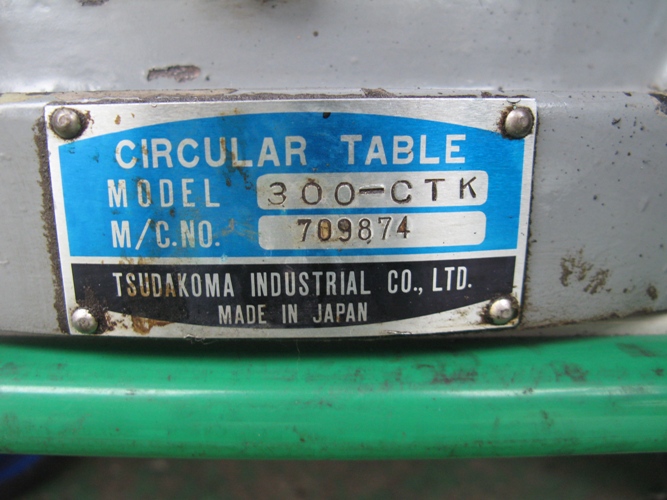 CIRCULAR TABLE
MODEL 300-CTK
M/C.NO. 709874
TSUDAKOMA INDUSTRIAL CO., LTD.
MADE IN JAPAN